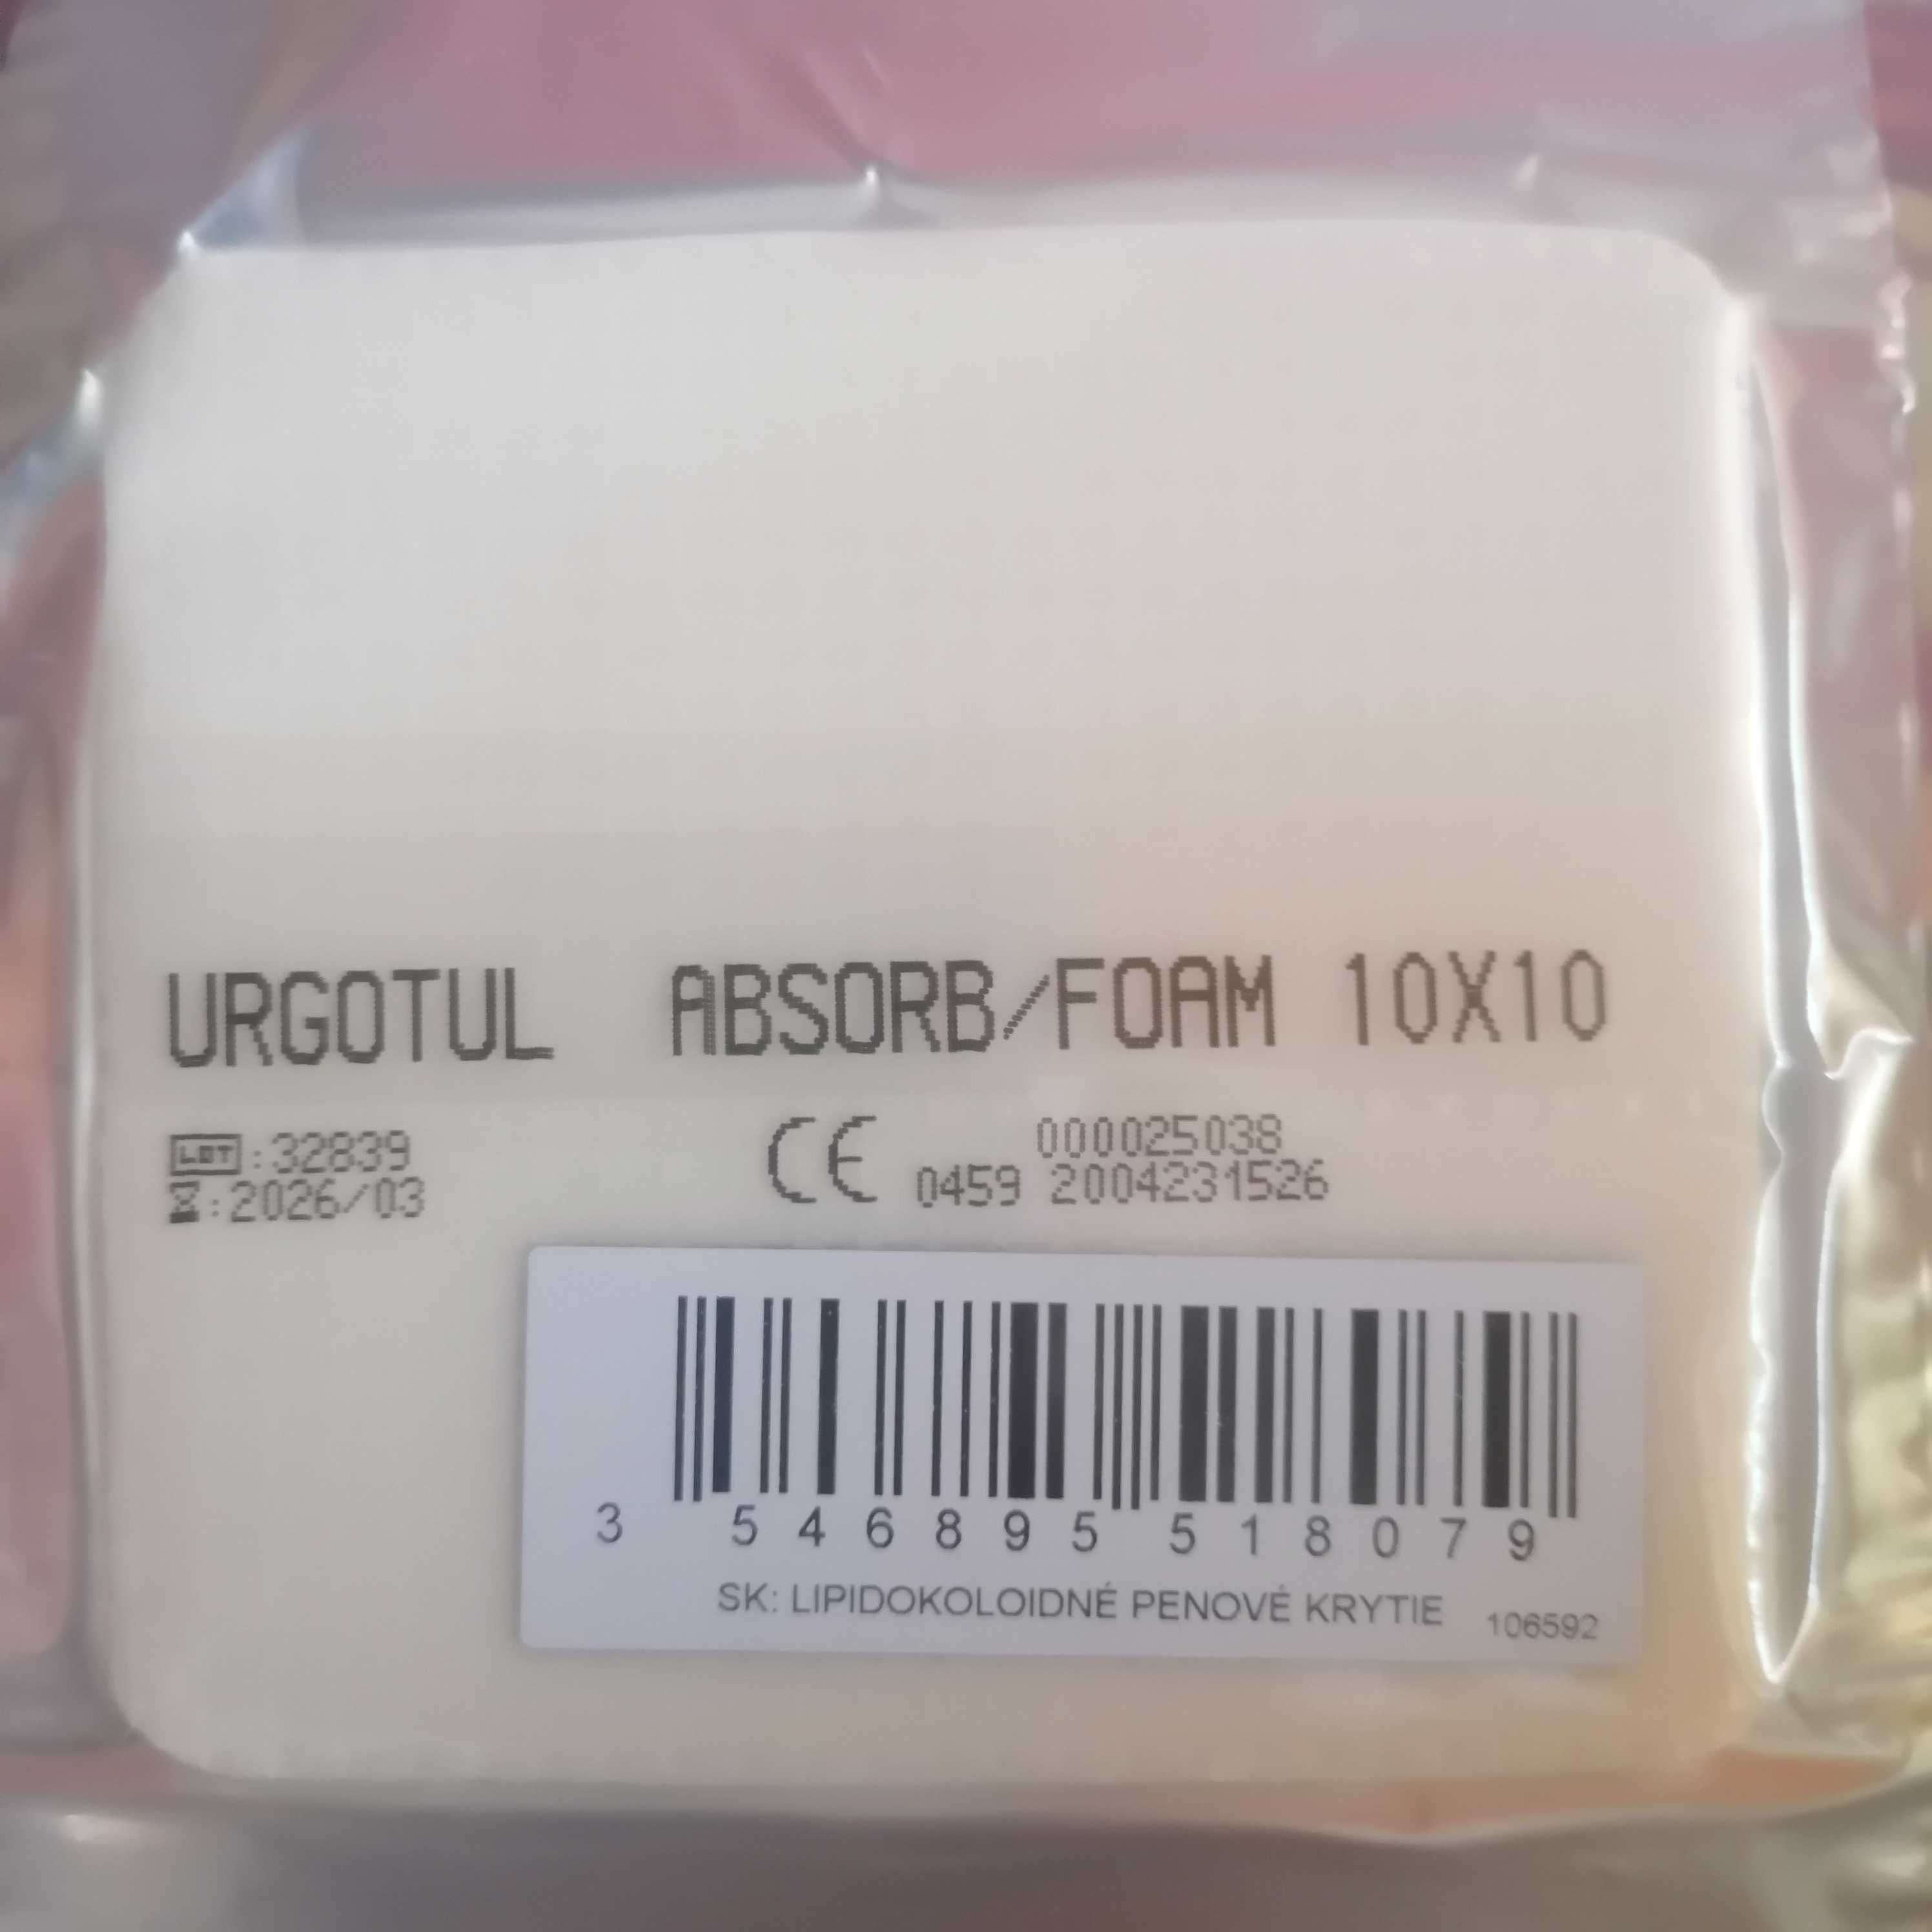 URGOTUL ABSORB/FOAM 10X10
LOT:32839
:2026/03
CE 0459
000025038
2004231526
3 546895 518079
SK: LIPIDOKOLOIDNÉ PENOVÉ KRYTIE 106592